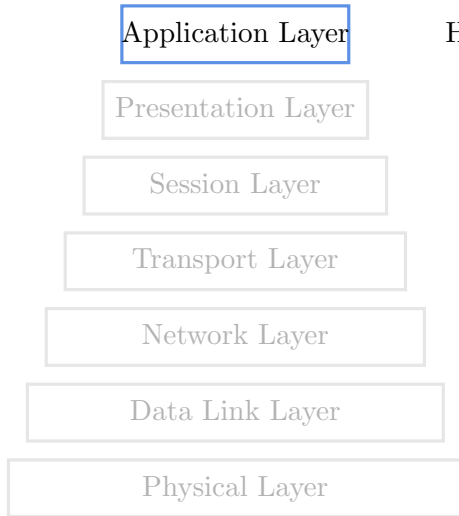 Application Layer
Presentation Layer
Session Layer
Transport Layer
Network Layer
Data Link Layer
Physical Layer